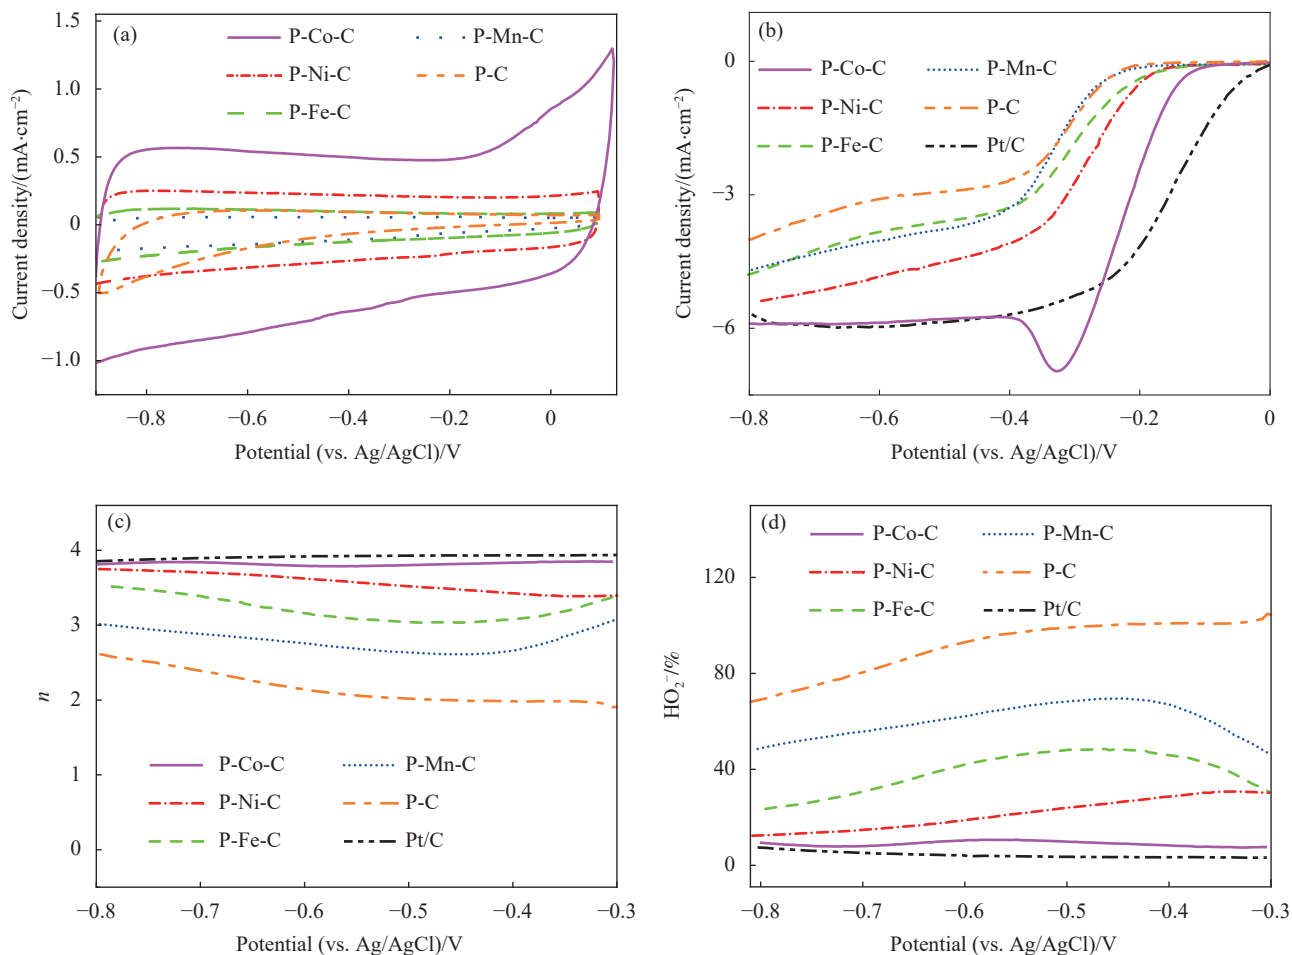 (a)
P-Co-C P-Mn-C
P-Ni-C P-C
P-Fe-C
1.5
1.0
0.5
0
−0.5
−1.0
Current density/(mA·cm⁻²)
−0.8 −0.6 −0.4 −0.2 0
Potential (vs. Ag/AgCl)/V
(b)
P-Co-C P-Mn-C
P-Ni-C P-C
P-Fe-C Pt/C
0
−3
−6
Current density/(mA·cm⁻²)
−0.8 −0.6 −0.4 −0.2 0
Potential (vs. Ag/AgCl)/V
(c)
4
3
2
1
0
n
P-Co-C P-Mn-C
P-Ni-C P-C
P-Fe-C Pt/C
−0.8 −0.7 −0.6 −0.5 −0.4 −0.3
Potential (vs. Ag/AgCl)/V
(d)
P-Co-C P-Mn-C
P-Ni-C P-C
P-Fe-C Pt/C
120
80
40
0
HO₂⁻/%
−0.8 −0.7 −0.6 −0.5 −0.4 −0.3
Potential (vs. Ag/AgCl)/V